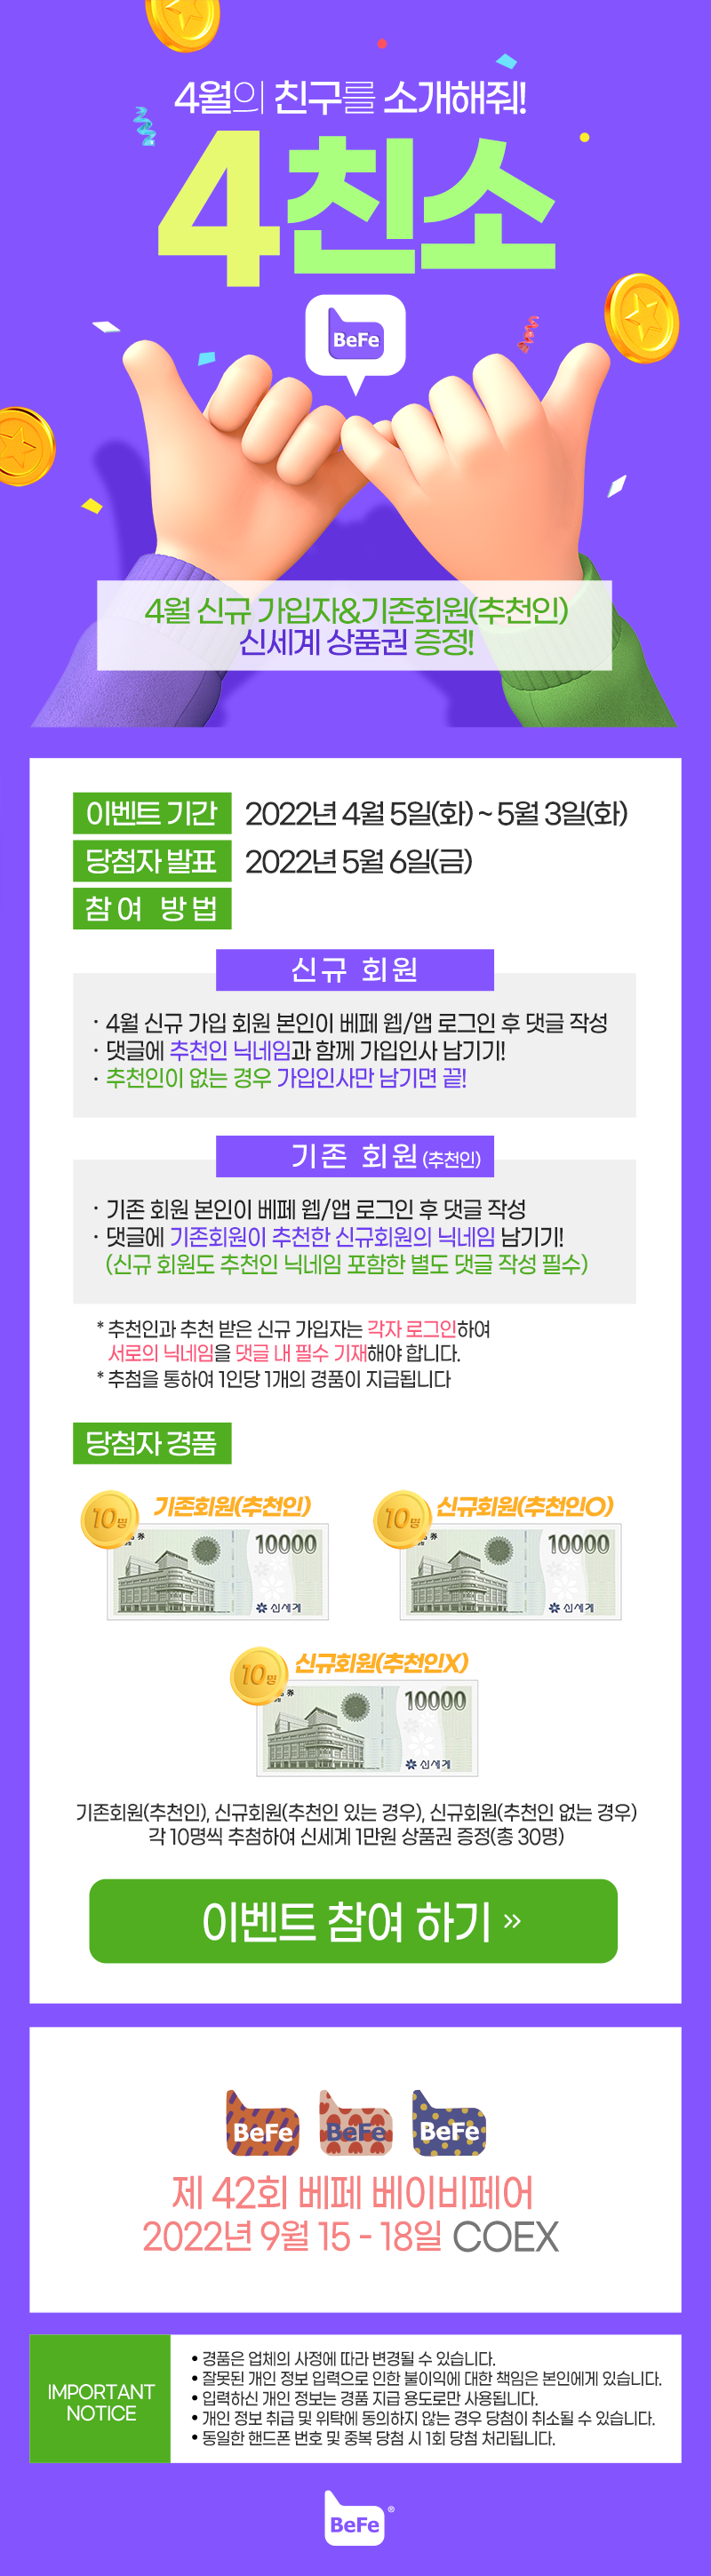 4월의 친구를 소개해줘!
4친소
BeFe
4월 신규 가입자&기존회원(추천인)
신세계 상품권 증정!
이벤트 기간 2022년 4월 5일(화) ~ 5월 3일(화)
당첨자 발표 2022년 5월 6일(금)
참여 방법
신규 회원
· 4월 신규 가입 회원 본인이 베페 웹/앱 로그인 후 댓글 작성
· 댓글에 추천인 닉네임과 함께 가입인사 남기기!
· 추천인이 없는 경우 가입인사만 남기면 끝!
기존 회원 (추천인)
· 기존 회원 본인이 베페 웹/앱 로그인 후 댓글 작성
· 댓글에 기존회원이 추천한 신규회원의 닉네임 남기기!
(신규 회원도 추천인 닉네임 포함한 별도 댓글 작성 필수)
* 추천인과 추천 받은 신규 가입자는 각자 로그인하여
서로의 닉네임을 댓글 내 필수 기재해야 합니다.
* 추첨을 통하여 1인당 1개의 경품이 지급됩니다
당첨자 경품
10명 기존회원(추천인)
券 10000
신세계
10명 신규회원(추천인O)
券 10000
신세계
10명 신규회원(추천인X)
券 10000
신세계
기존회원(추천인), 신규회원(추천인 있는 경우), 신규회원(추천인 없는 경우)
각 10명씩 추첨하여 신세계 1만원 상품권 증정(총 30명)
이벤트 참여 하기 »
BeFe BeFe BeFe
제 42회 베페 베이비페어
2022년 9월 15 - 18일 COEX
IMPORTANT
NOTICE
• 경품은 업체의 사정에 따라 변경될 수 있습니다.
• 잘못된 개인 정보 입력으로 인한 불이익에 대한 책임은 본인에게 있습니다.
• 입력하신 개인 정보는 경품 지급 용도로만 사용됩니다.
• 개인 정보 취급 및 위탁에 동의하지 않는 경우 당첨이 취소될 수 있습니다.
• 동일한 핸드폰 번호 및 중복 당첨 시 1회 당첨 처리됩니다.
BeFe®